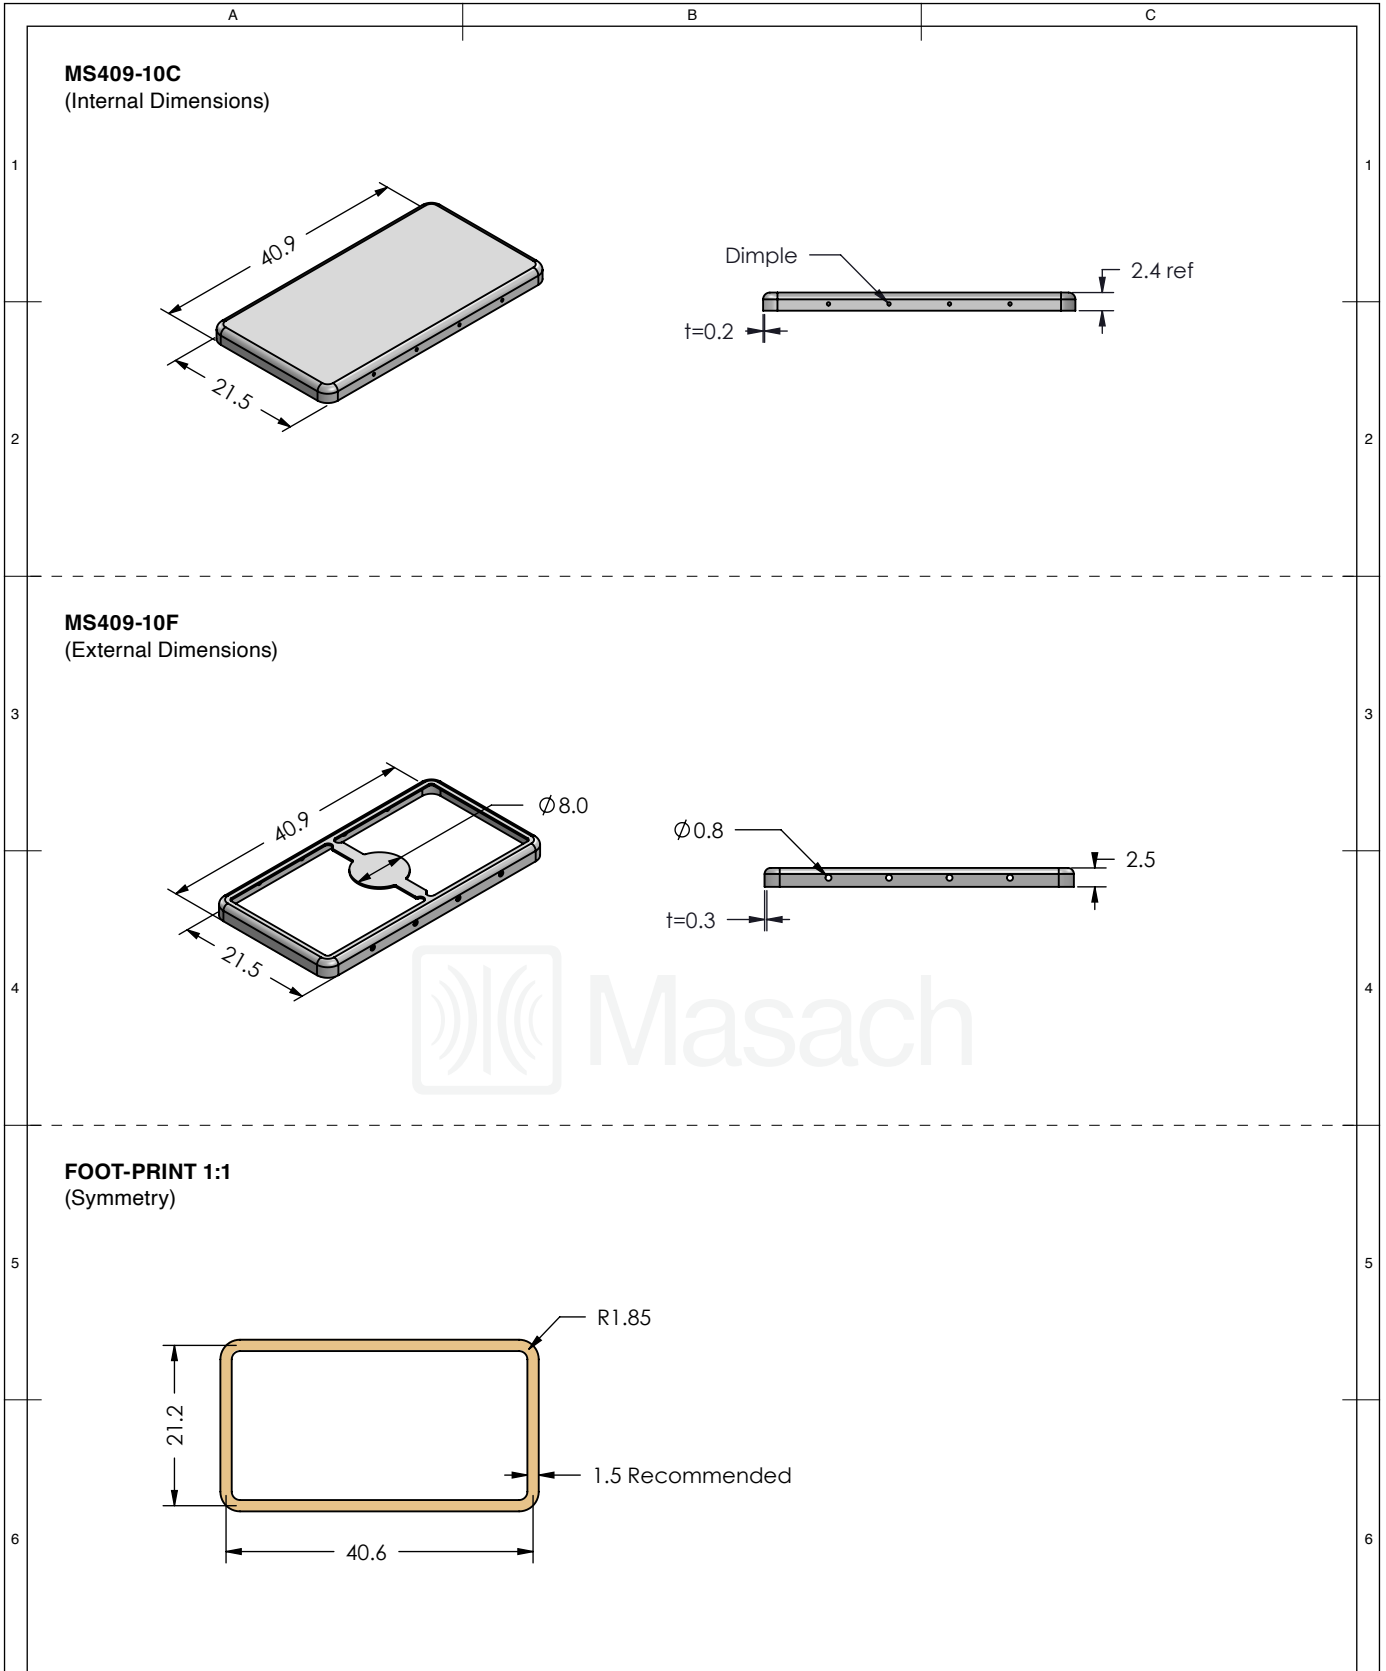 A B C
MS409-10C
(Internal Dimensions)
1 1
40.9
Dimple
2.4 ref
t=0.2
21.5
2 2
MS409-10F
(External Dimensions)
3 3
40.9
Ø8.0
Ø0.8
2.5
t=0.3
21.5
4 4
Masach
FOOT-PRINT 1:1
(Symmetry)
5 5
R1.85
21.2
1.5 Recommended
40.6
6 6